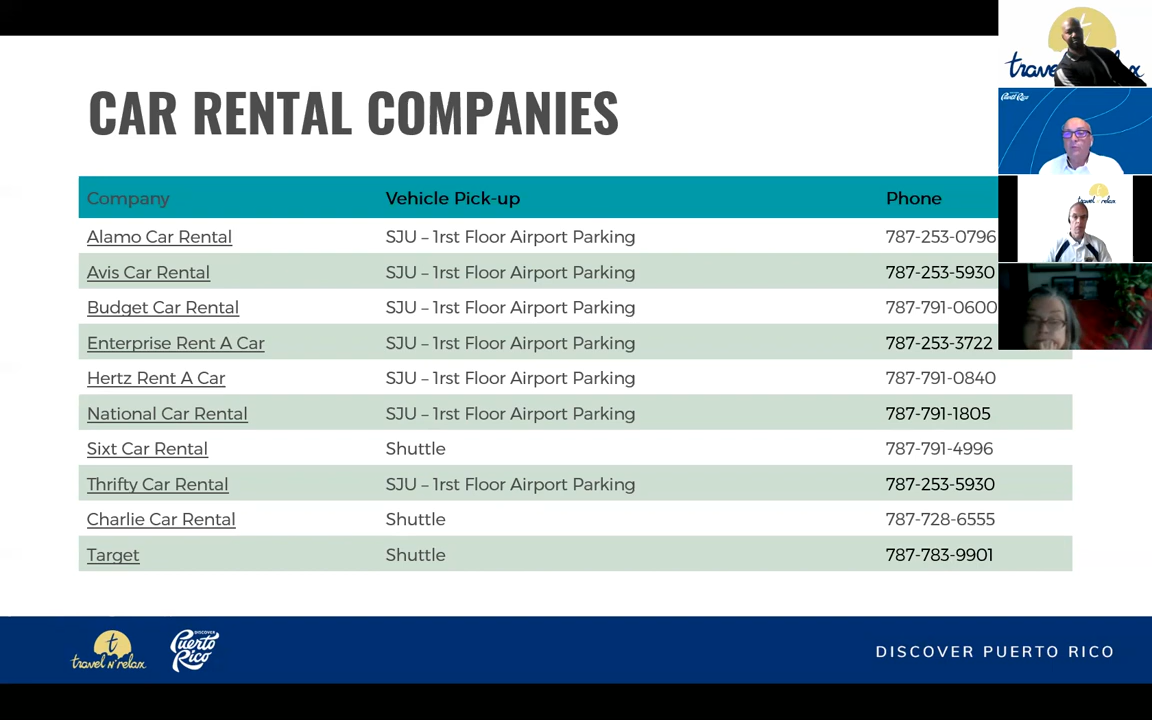 CAR RENTAL COMPANIES
Company Vehicle Pick-up Phone
Alamo Car Rental SJU – 1rst Floor Airport Parking 787-253-0796
Avis Car Rental SJU – 1rst Floor Airport Parking 787-253-5930
Budget Car Rental SJU – 1rst Floor Airport Parking 787-791-0600
Enterprise Rent A Car SJU – 1rst Floor Airport Parking 787-253-3722
Hertz Rent A Car SJU – 1rst Floor Airport Parking 787-791-0840
National Car Rental SJU – 1rst Floor Airport Parking 787-791-1805
Sixt Car Rental Shuttle 787-791-4996
Thrifty Car Rental SJU – 1rst Floor Airport Parking 787-253-5930
Charlie Car Rental Shuttle 787-728-6555
Target Shuttle 787-783-9901
t
travel N' relax
DISCOVER
Puerto
Rico
DISCOVER PUERTO RICO